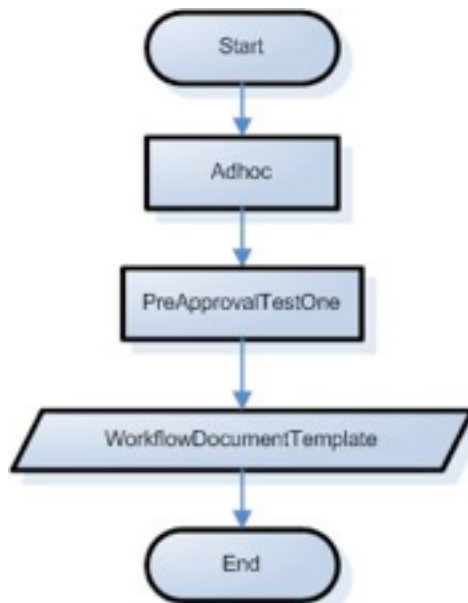 Start
Adhoc
PreApprovalTestOne
WorkflowDocumentTemplate
End